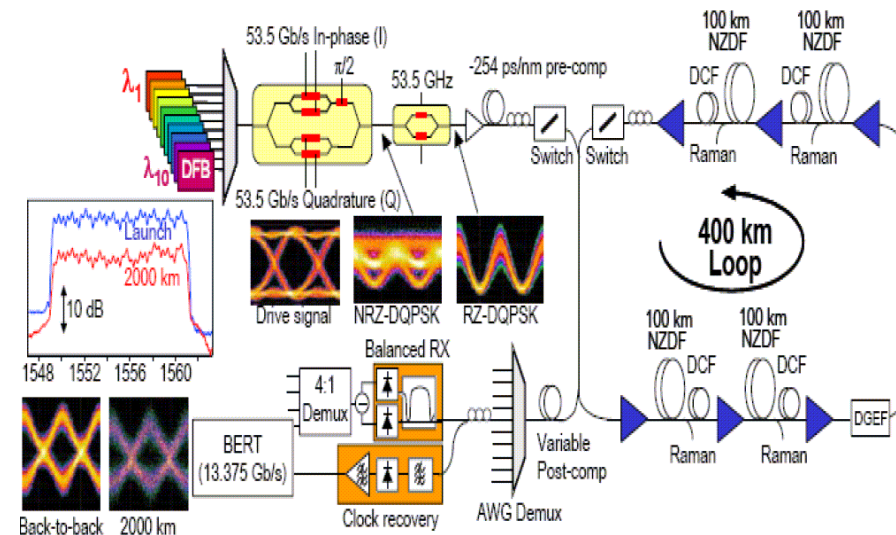 53.5 Gb/s In-phase (I)
π/2
53.5 GHz
-254 ps/nm pre-comp
100 km
NZDF
100 km
NZDF
DCF
DCF
λ1
λ10
DFB
Switch
Switch
Raman
Raman
53.5 Gb/s Quadrature (Q)
Launch
2000 km
10 dB
1548
1552
1556
1560
Drive signal
NRZ-DQPSK
RZ-DQPSK
400 km
Loop
100 km
NZDF
100 km
NZDF
DCF
DCF
Balanced RX
4:1
Demux
BERT
(13.375 Gb/s)
Clock recovery
AWG Demux
Variable
Post-comp
Raman
Raman
DGEF
Back-to-back
2000 km